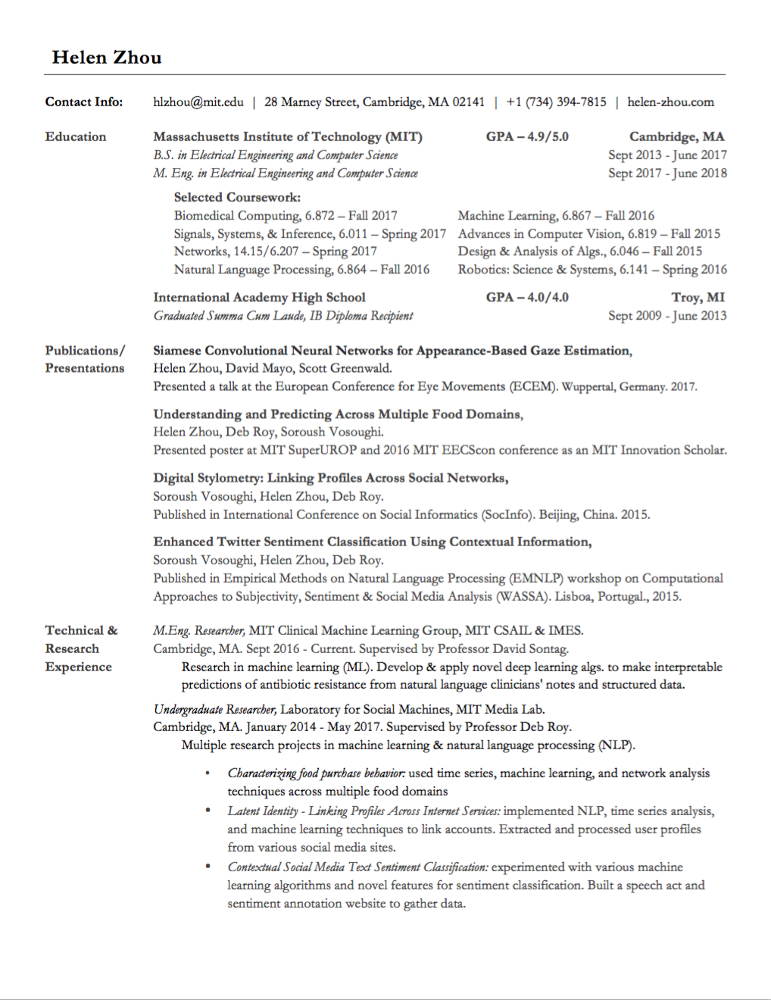 Helen Zhou
Contact Info: hlzhou@mit.edu | 28 Marney Street, Cambridge, MA 02141 | +1 (734) 394-7815 | helen-zhou.com
Education Massachusetts Institute of Technology (MIT) GPA – 4.9/5.0 Cambridge, MA
B.S. in Electrical Engineering and Computer Science Sept 2013 - June 2017
M. Eng. in Electrical Engineering and Computer Science Sept 2017 - June 2018
Selected Coursework:
Biomedical Computing, 6.872 – Fall 2017 Machine Learning, 6.867 – Fall 2016
Signals, Systems, & Inference, 6.011 – Spring 2017 Advances in Computer Vision, 6.819 – Fall 2015
Networks, 14.15/6.207 – Spring 2017 Design & Analysis of Algs., 6.046 – Fall 2015
Natural Language Processing, 6.864 – Fall 2016 Robotics: Science & Systems, 6.141 – Spring 2016
International Academy High School GPA – 4.0/4.0 Troy, MI
Graduated Summa Cum Laude, IB Diploma Recipient Sept 2009 - June 2013
Publications/ Siamese Convolutional Neural Networks for Appearance-Based Gaze Estimation,
Presentations Helen Zhou, David Mayo, Scott Greenwald.
Presented a talk at the European Conference for Eye Movements (ECEM). Wuppertal, Germany. 2017.
Understanding and Predicting Across Multiple Food Domains,
Helen Zhou, Deb Roy, Soroush Vosoughi.
Presented poster at MIT SuperUROP and 2016 MIT EECScon conference as an MIT Innovation Scholar.
Digital Stylometry: Linking Profiles Across Social Networks,
Soroush Vosoughi, Helen Zhou, Deb Roy.
Published in International Conference on Social Informatics (SocInfo). Beijing, China. 2015.
Enhanced Twitter Sentiment Classification Using Contextual Information,
Soroush Vosoughi, Helen Zhou, Deb Roy.
Published in Empirical Methods on Natural Language Processing (EMNLP) workshop on Computational
Approaches to Subjectivity, Sentiment & Social Media Analysis (WASSA). Lisboa, Portugal., 2015.
Technical & M.Eng. Researcher, MIT Clinical Machine Learning Group, MIT CSAIL & IMES.
Research Cambridge, MA. Sept 2016 - Current. Supervised by Professor David Sontag.
Experience Research in machine learning (ML). Develop & apply novel deep learning algs. to make interpretable
predictions of antibiotic resistance from natural language clinicians' notes and structured data.
Undergraduate Researcher, Laboratory for Social Machines, MIT Media Lab.
Cambridge, MA. January 2014 - May 2017. Supervised by Professor Deb Roy.
Multiple research projects in machine learning & natural language processing (NLP).
• Characterizing food purchase behavior: used time series, machine learning, and network analysis
techniques across multiple food domains
• Latent Identity - Linking Profiles Across Internet Services: implemented NLP, time series analysis,
and machine learning techniques to link accounts. Extracted and processed user profiles
from various social media sites.
• Contextual Social Media Text Sentiment Classification: experimented with various machine
learning algorithms and novel features for sentiment classification. Built a speech act and
sentiment annotation website to gather data.